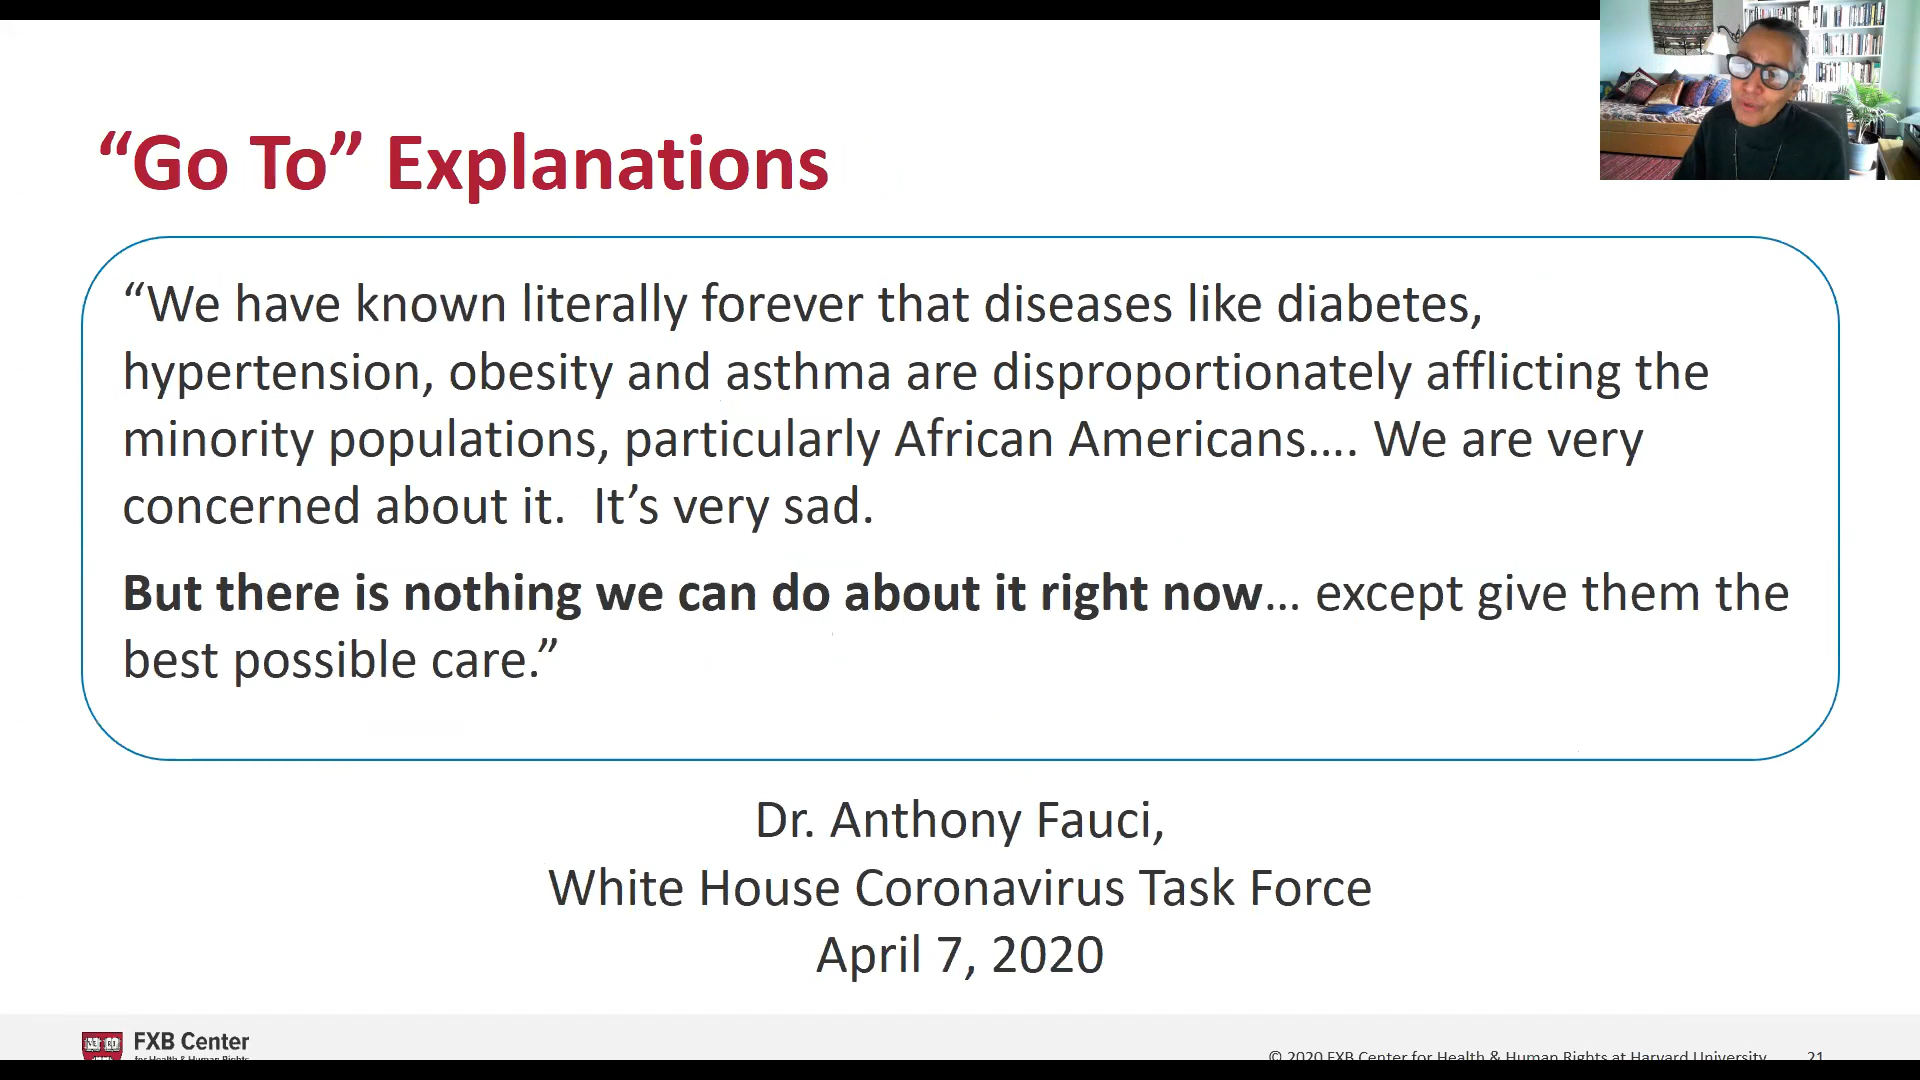 “Go To” Explanations
“We have known literally forever that diseases like diabetes,
hypertension, obesity and asthma are disproportionately afflicting the
minority populations, particularly African Americans…. We are very
concerned about it.  It’s very sad.
But there is nothing we can do about it right now… except give them the
best possible care.”
Dr. Anthony Fauci,
White House Coronavirus Task Force
April 7, 2020
FXB Center
for Health & Human Rights
© 2020 FXB Center for Health & Human Rights at Harvard University
21